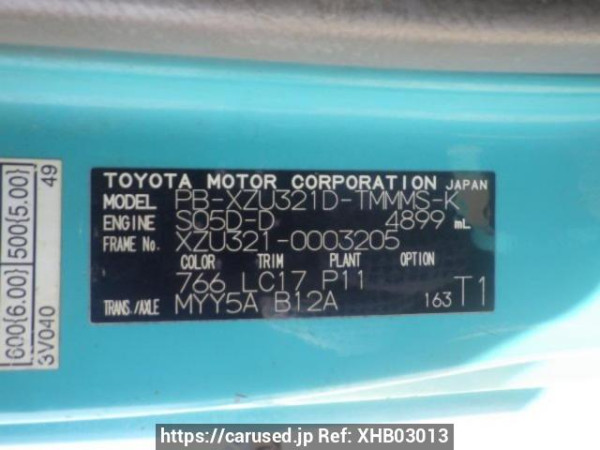 TOYOTA MOTOR CORPORATION JAPAN
MODEL PB-XZU321D-TMMMS-K
ENGINE S05D-D 4899 mL
FRAME No. XZU321-0003205
COLOR TRIM PLANT OPTION
766 LC17 P11
TRANS./AXLE MYY5A B12A 163 T1
600{6.00} 500{5.00}
3V040 49
https://carused.jp Ref: XHB03013